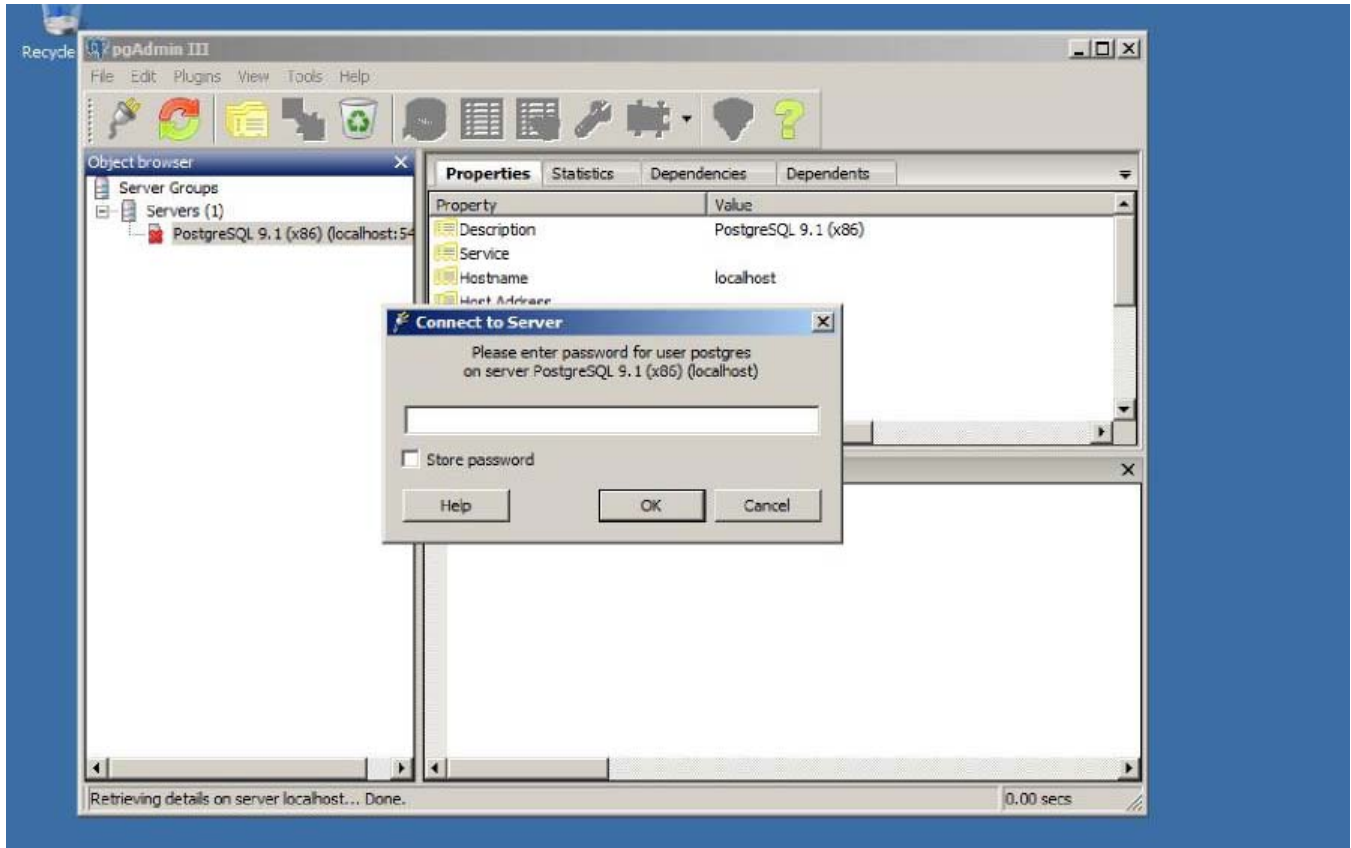 Recycle
pgAdmin III
File Edit Plugins View Tools Help
Object browser
Server Groups
Servers (1)
PostgreSQL 9.1 (x86) (localhost:54
Properties Statistics Dependencies Dependents
Property Value
Description PostgreSQL 9.1 (x86)
Service
Hostname localhost
Host Address
Connect to Server
Please enter password for user postgres
on server PostgreSQL 9.1 (x86) (localhost)
Store password
Help OK Cancel
Retrieving details on server localhost... Done. 0.00 secs